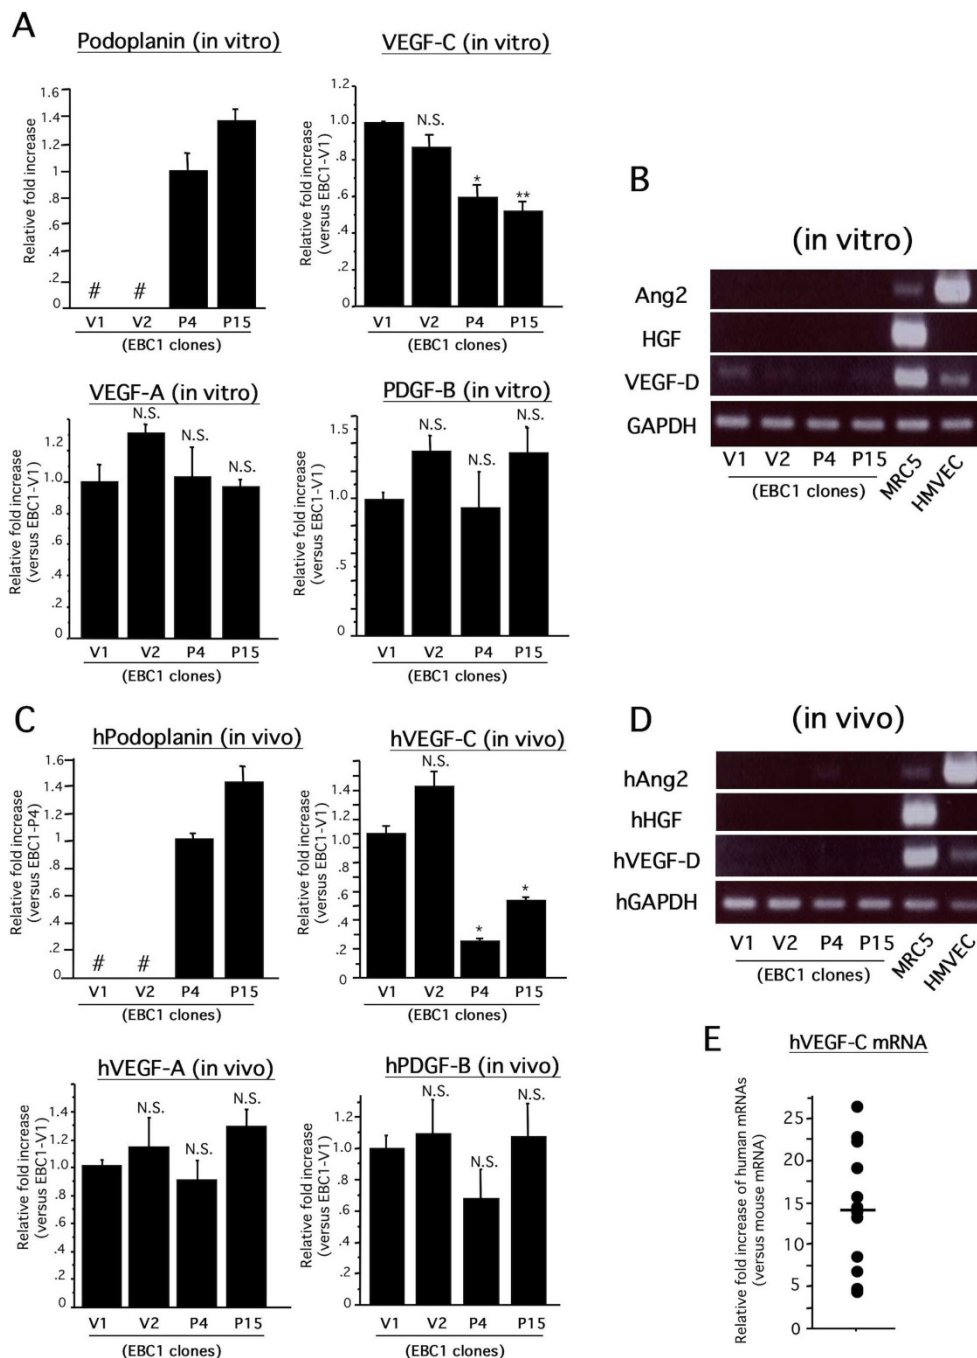 A
Podoplanin (in vitro)
Relative fold increase
(versus EBC1-V1)
1.6
1.4
1.2
1
.8
.6
.4
.2
0
# #
V1 V2 P4 P15
(EBC1 clones)
VEGF-C (in vitro)
Relative fold increase
(versus EBC1-V1)
1.2
1.0
.8
.6
.4
.2
0
N.S.
*
**
V1 V2 P4 P15
(EBC1 clones)
VEGF-A (in vitro)
Relative fold increase
(versus EBC1-V1)
1.2
1.0
.8
.6
.4
.2
0
N.S.
N.S.
N.S.
V1 V2 P4 P15
(EBC1 clones)
PDGF-B (in vitro)
Relative fold increase
(versus EBC1-V1)
1.5
1.0
.5
0
N.S.
N.S.
N.S.
V1 V2 P4 P15
(EBC1 clones)
B
(in vitro)
Ang2
HGF
VEGF-D
GAPDH
V1 V2 P4 P15 MRC5 HMVEC
(EBC1 clones)
C
hPodoplanin (in vivo)
Relative fold increase
(versus EBC1-P4)
1.6
1.4
1.2
1
.8
.6
.4
.2
0
# #
V1 V2 P4 P15
(EBC1 clones)
hVEGF-C (in vivo)
Relative fold increase
(versus EBC1-V1)
1.6
1.4
1.2
1.0
.8
.6
.4
.2
0
N.S.
*
*
V1 V2 P4 P15
(EBC1 clones)
hVEGF-A (in vivo)
Relative fold increase
(versus EBC1-V1)
1.4
1.2
1.0
.8
.6
.4
.2
0
N.S.
N.S.
N.S.
V1 V2 P4 P15
(EBC1 clones)
hPDGF-B (in vivo)
Relative fold increase
(versus EBC1-V1)
1.2
1.0
.8
.6
.4
.2
0
N.S.
N.S.
N.S.
V1 V2 P4 P15
(EBC1 clones)
D
(in vivo)
hAng2
hHGF
hVEGF-D
hGAPDH
V1 V2 P4 P15 MRC5 HMVEC
(EBC1 clones)
E
hVEGF-C mRNA
Relative fold increase of human mRNAs
(versus mouse mRNA)
25
20
15
10
5
0